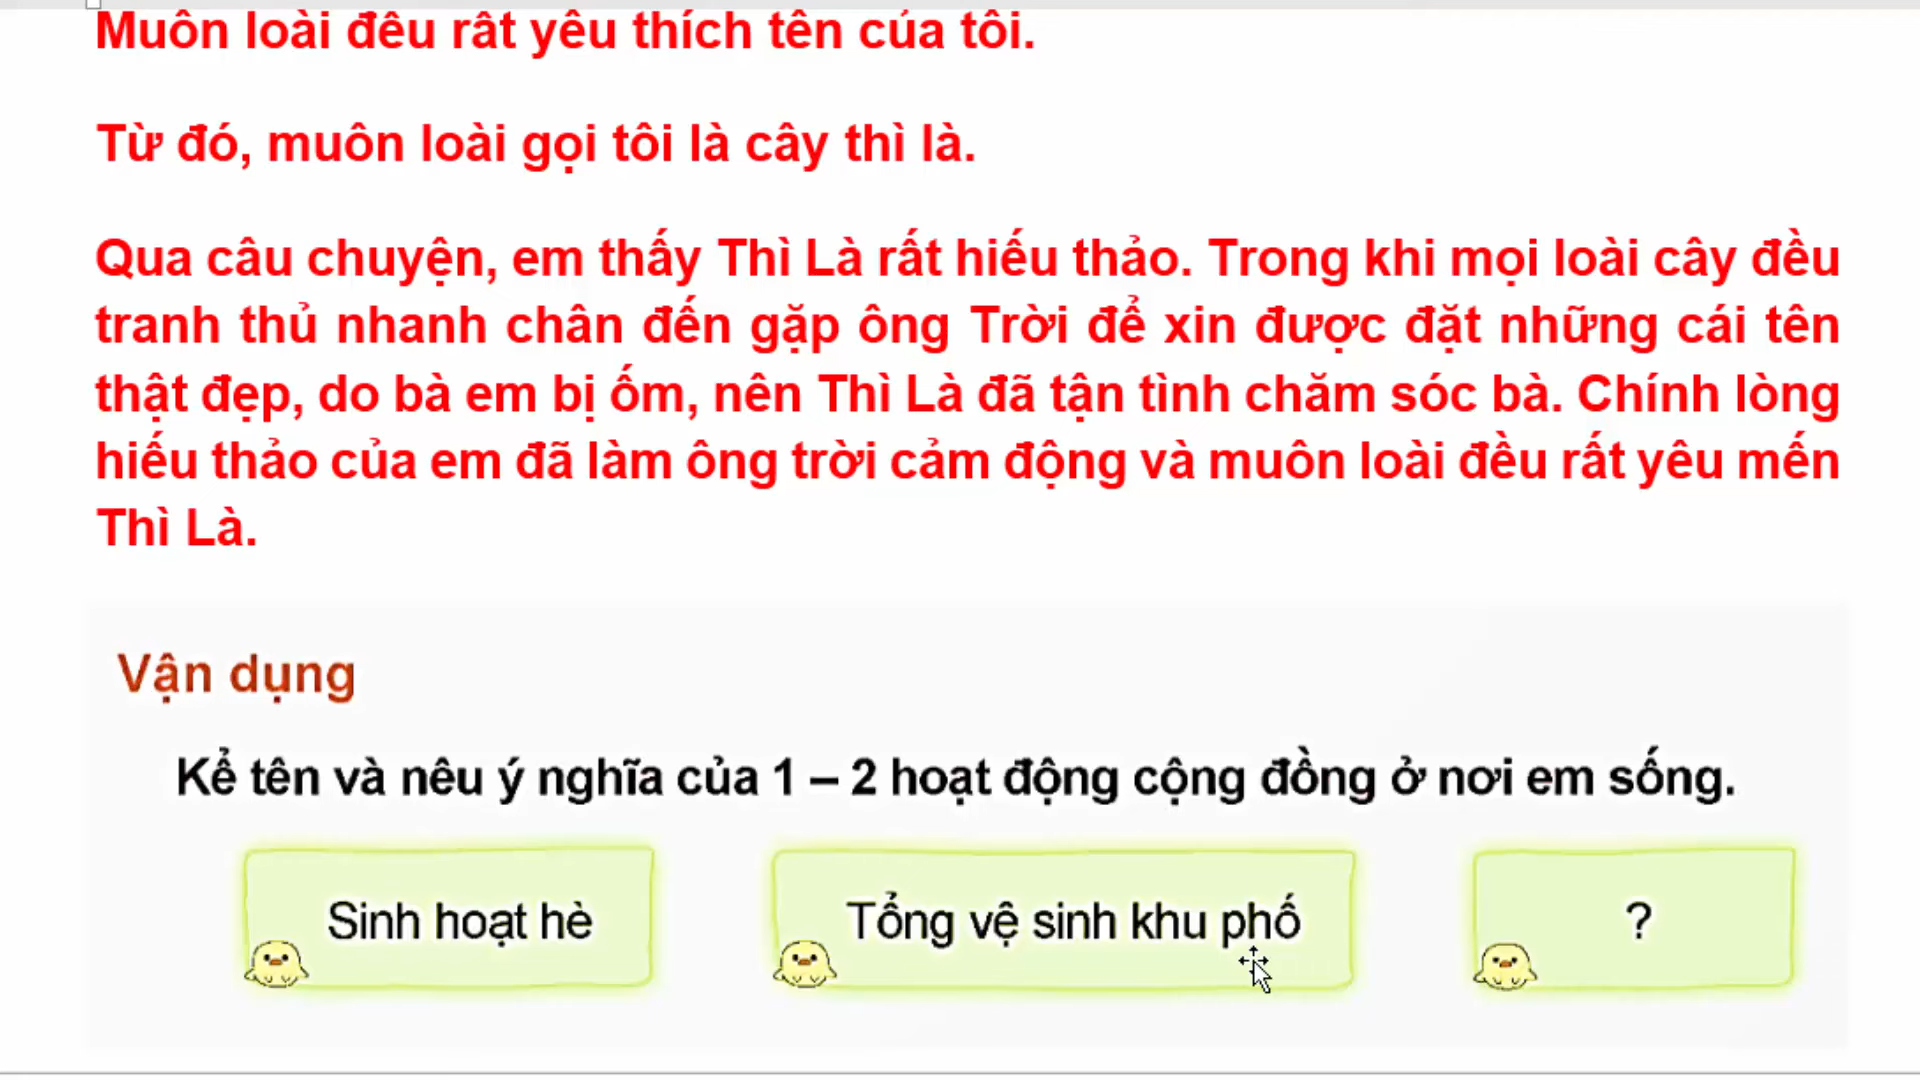 Muôn loài đều rất yêu thích tên của tôi.
Từ đó, muôn loài gọi tôi là cây thì là.
Qua câu chuyện, em thấy Thì Là rất hiếu thảo. Trong khi mọi loài cây đều
tranh thủ nhanh chân đến gặp ông Trời để xin được đặt những cái tên
thật đẹp, do bà em bị ốm, nên Thì Là đã tận tình chăm sóc bà. Chính lòng
hiếu thảo của em đã làm ông trời cảm động và muôn loài đều rất yêu mến
Thì Là.
Vận dụng
Kể tên và nêu ý nghĩa của 1 – 2 hoạt động cộng đồng ở nơi em sống.
Sinh hoạt hè
Tổng vệ sinh khu phố
?